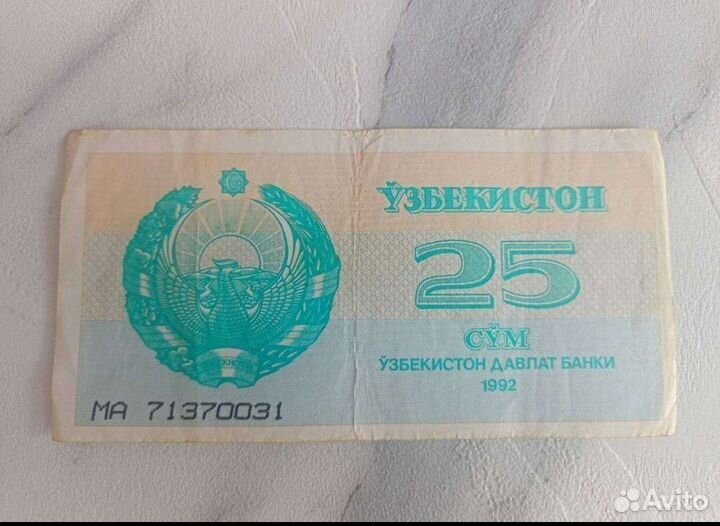 ЎЗБЕКИСТОН
25
СЎМ
ЎЗБЕКИСТОН ДАВЛАТ БАНКИ
1992
МА 71370031
Avito